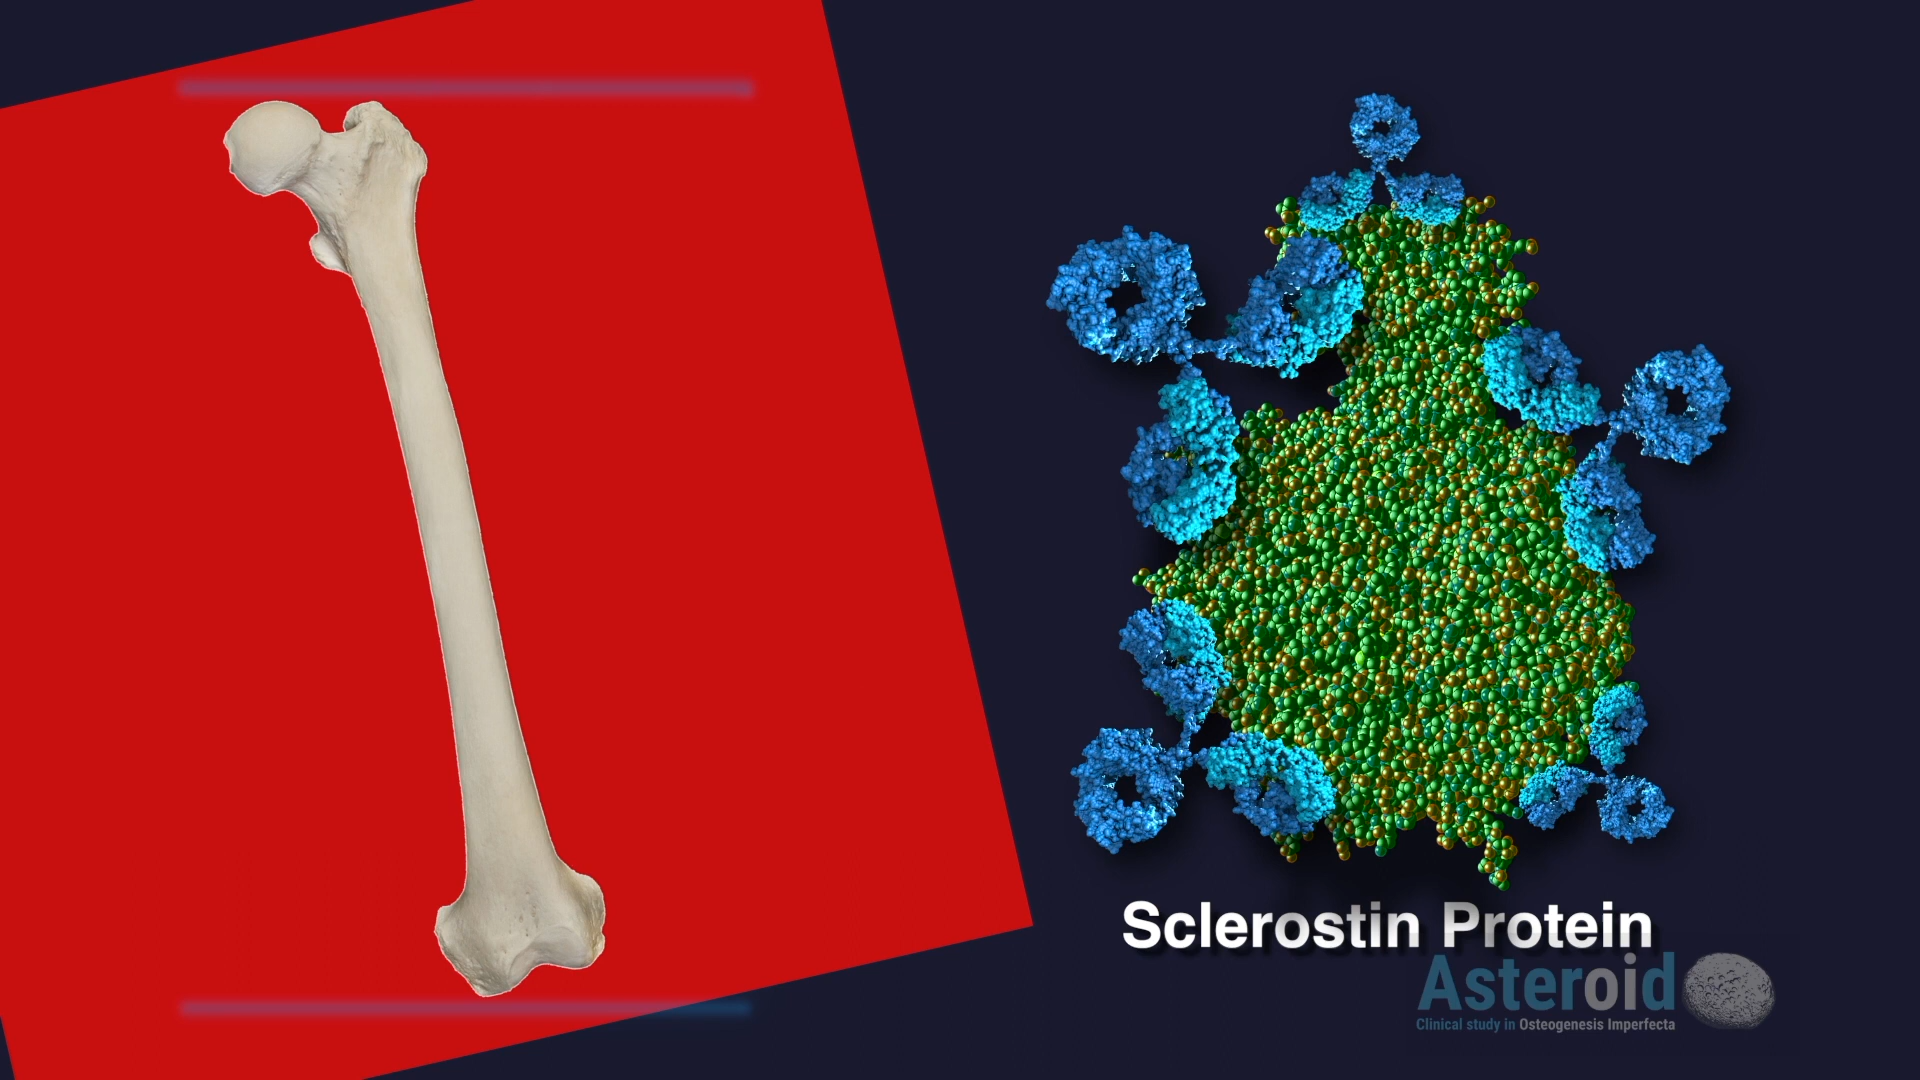 Sclerostin Protein
Asteroid
Clinical study in Osteogenesis Imperfecta